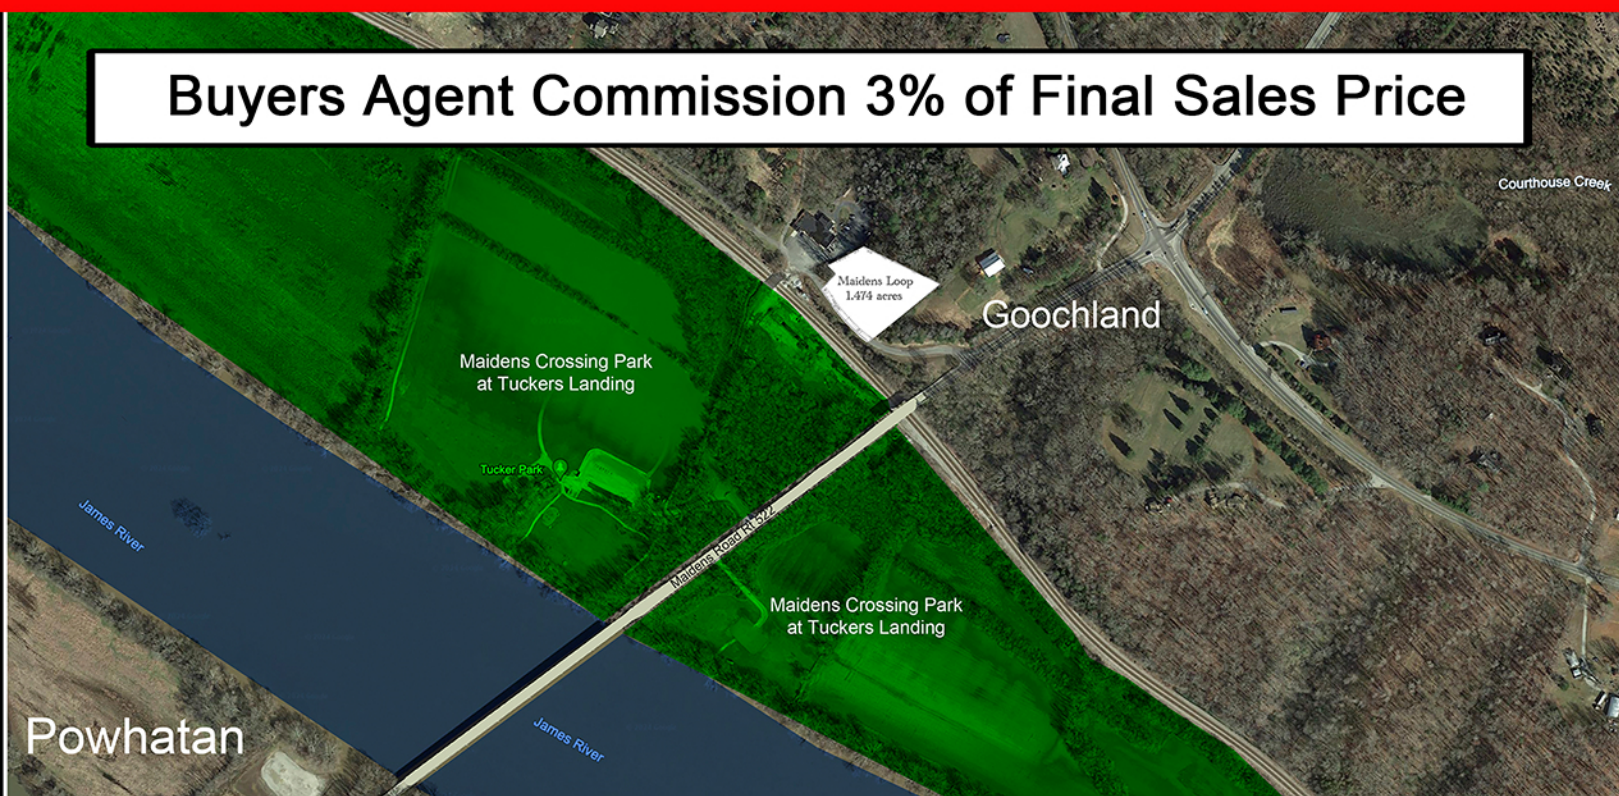 Buyers Agent Commission 3% of Final Sales Price
Courthouse Creek
Maidens Loop
1.474 acres
Goochland
Maidens Crossing Park
at Tuckers Landing
Tucker Park
James River
Maidens Road Rt 522
Maidens Crossing Park
at Tuckers Landing
Powhatan
James River